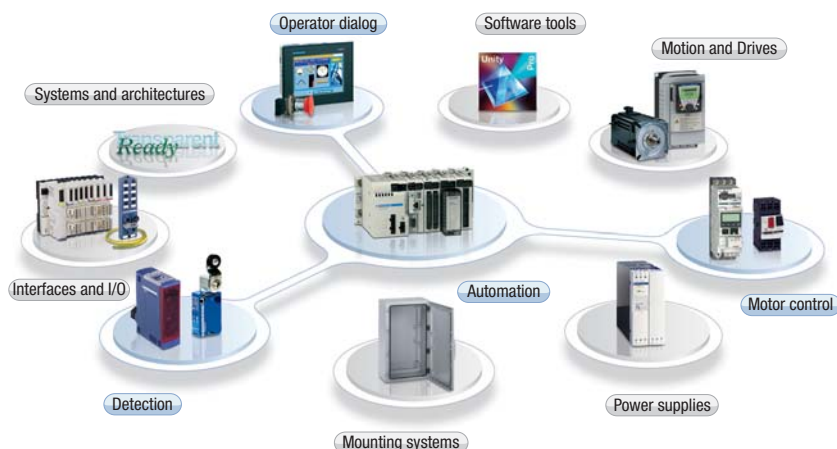 Operator dialog
Software tools
Motion and Drives
Systems and architectures
Unity
Pro
Transparent
Ready
Interfaces and I/O
Automation
Motor control
Detection
Power supplies
Mounting systems